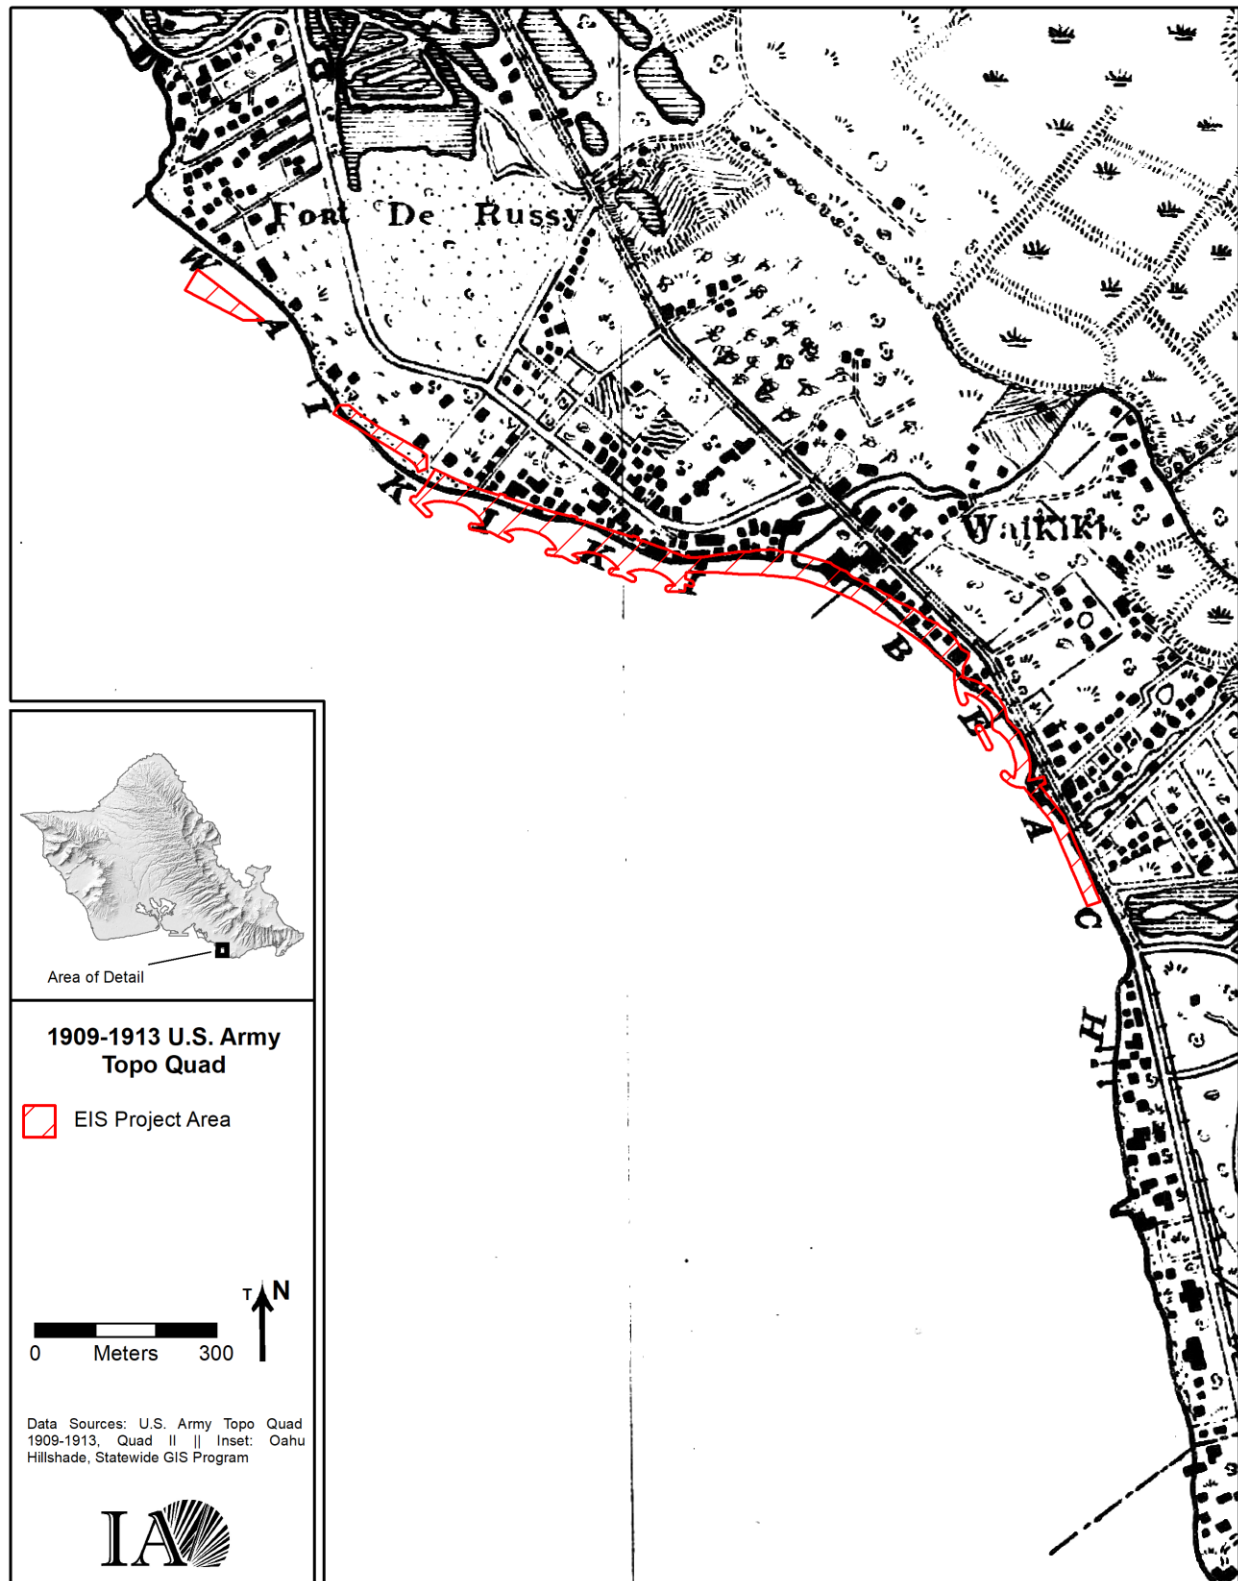 Fort De Russy
Waikiki
W
A
I
K
I
K
I
B
E
A
C
H
Area of Detail
1909-1913 U.S. Army
Topo Quad
EIS Project Area
T N
0 Meters 300
Data Sources: U.S. Army Topo Quad
1909-1913, Quad II || Inset: Oahu
Hillshade, Statewide GIS Program
IA